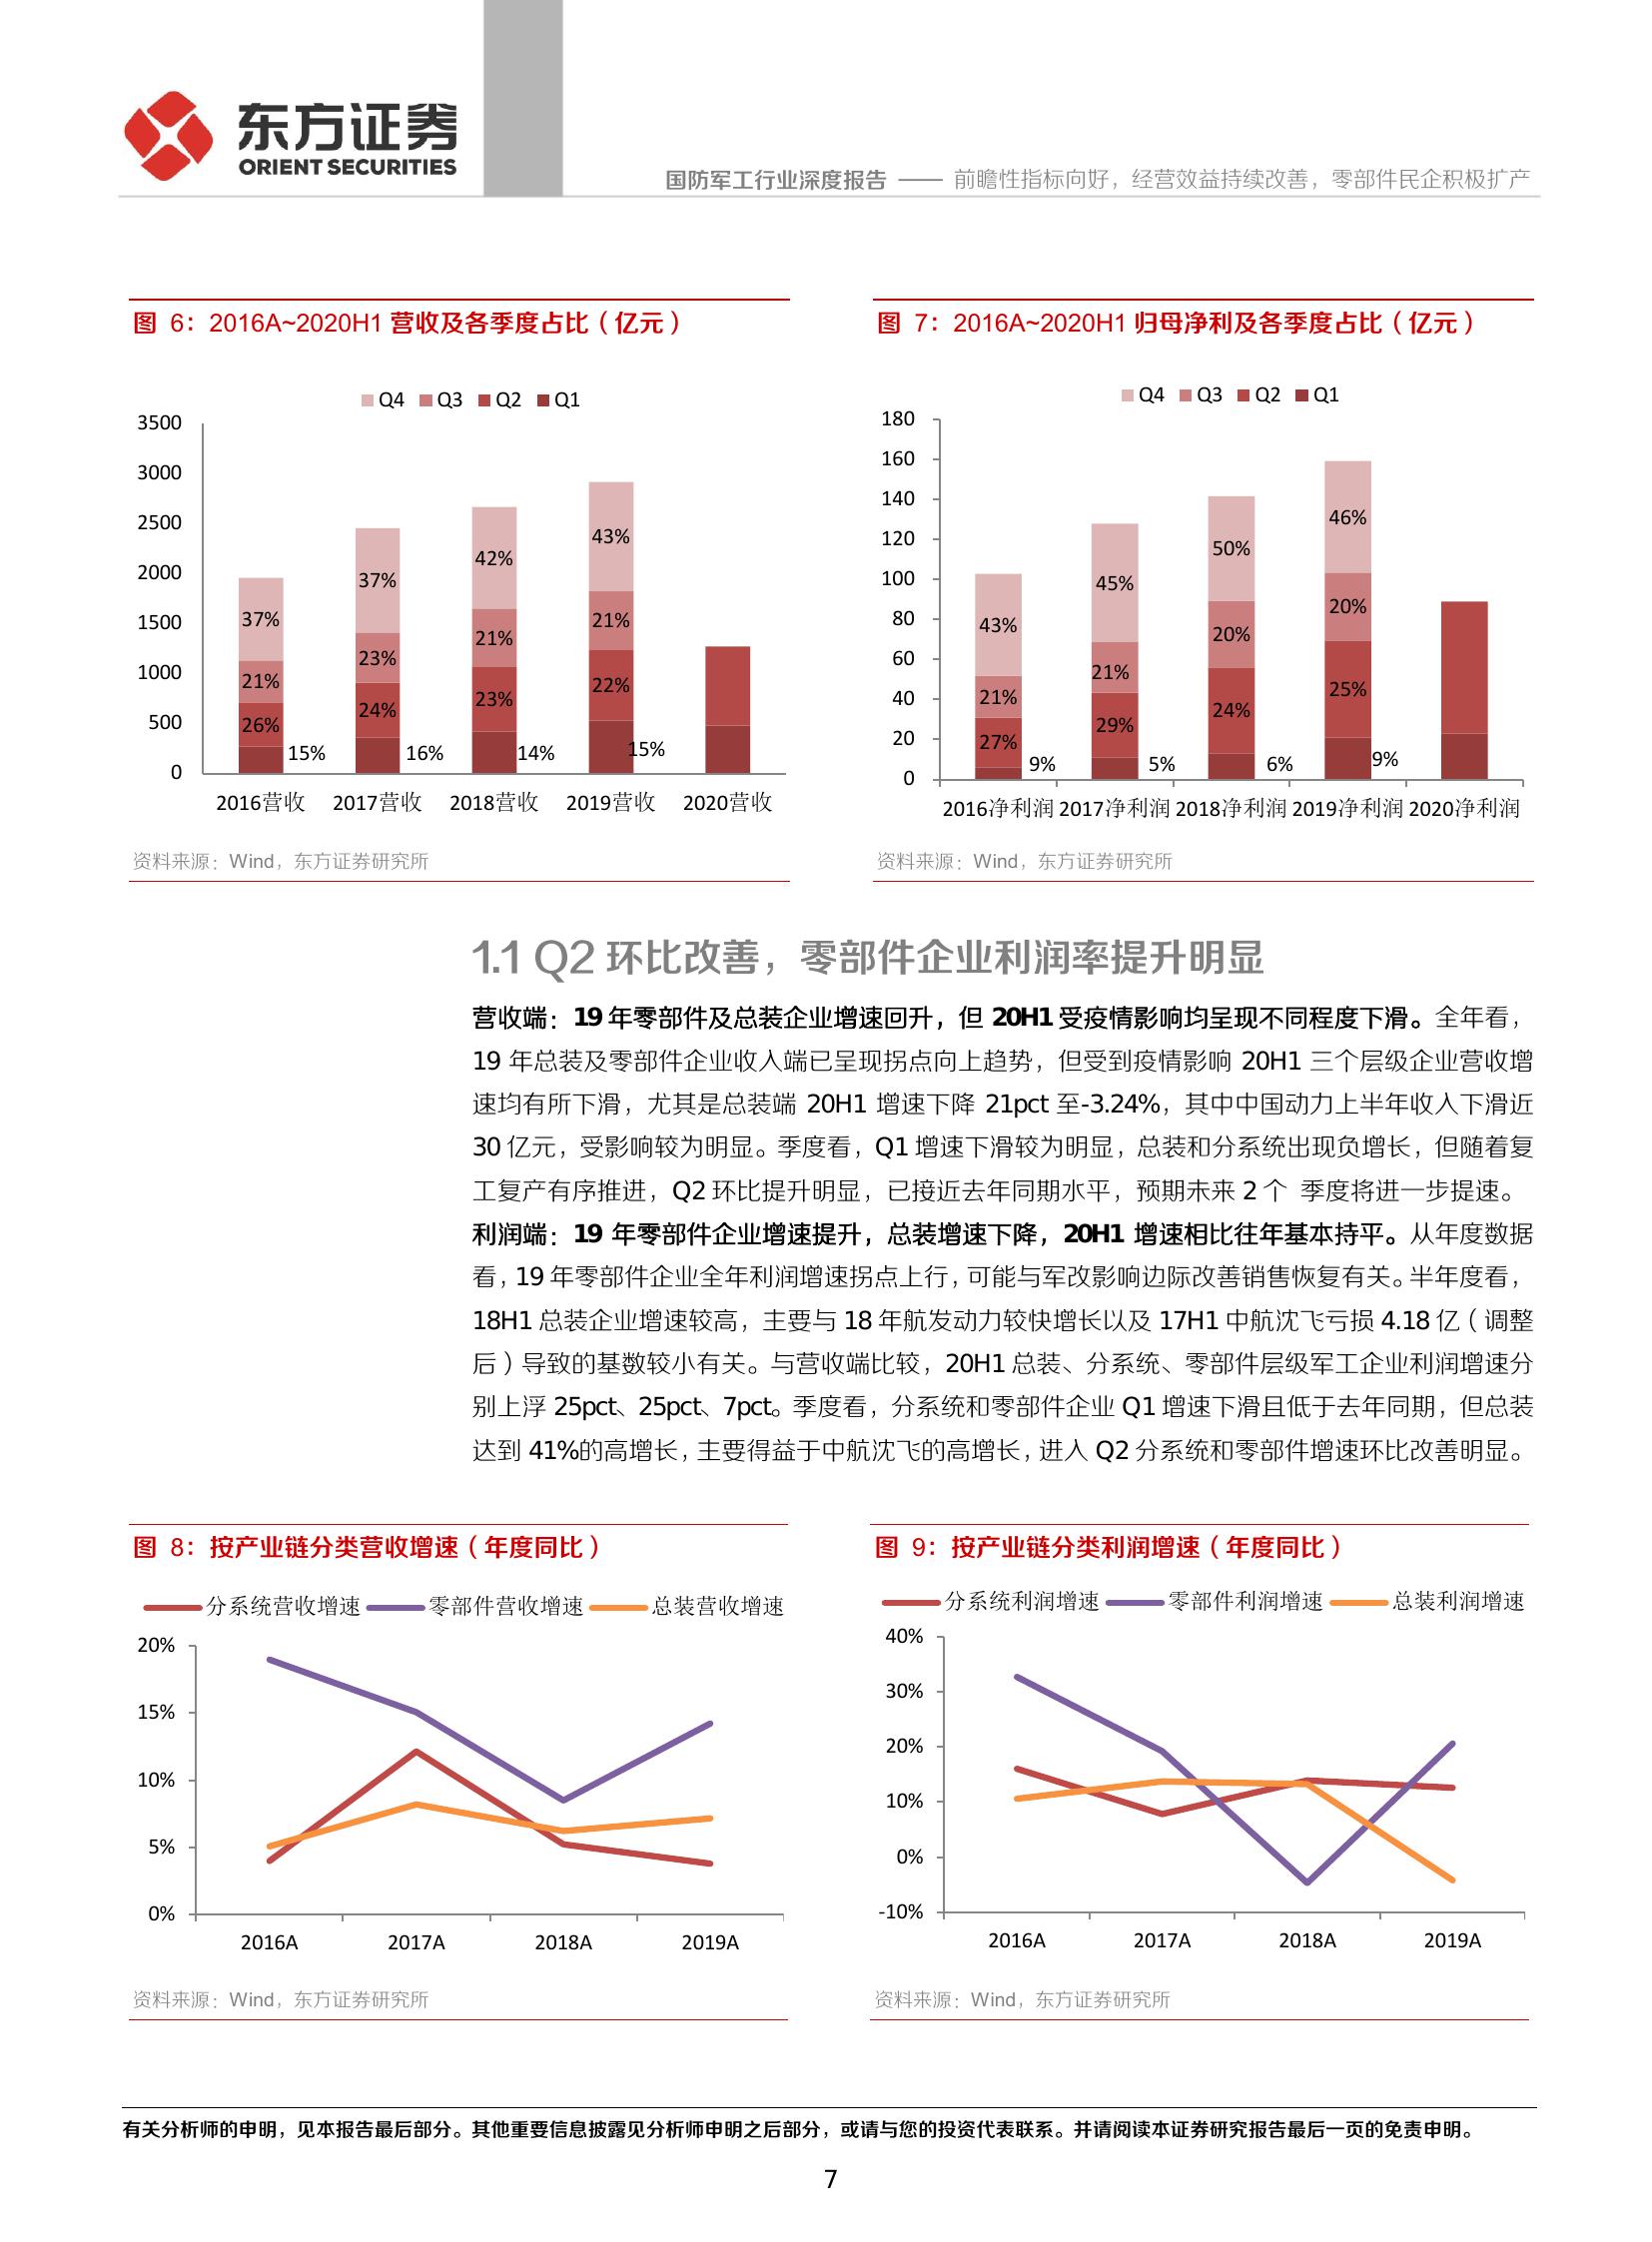 东方证券
ORIENT SECURITIES
国防军工行业深度报告 —— 前瞻性指标向好，经营效益持续改善，零部件民企积极扩产
图 6：2016A~2020H1 营收及各季度占比（亿元）
Q4 Q3 Q2 Q1
3500
3000
2500
2000
1500
1000
500
0
37%
21%
26%
15%
37%
23%
24%
16%
42%
21%
23%
14%
43%
21%
22%
15%
2016营收 2017营收 2018营收 2019营收 2020营收
资料来源：Wind，东方证券研究所
图 7：2016A~2020H1 归母净利及各季度占比（亿元）
Q4 Q3 Q2 Q1
180
160
140
120
100
80
60
40
20
0
43%
21%
27%
9%
45%
21%
29%
5%
50%
20%
24%
6%
46%
20%
25%
9%
2016净利润 2017净利润 2018净利润 2019净利润 2020净利润
资料来源：Wind，东方证券研究所
1.1 Q2 环比改善，零部件企业利润率提升明显
营收端：19 年零部件及总装企业增速回升，但 20H1 受疫情影响均呈现不同程度下滑。全年看，
19 年总装及零部件企业收入端已呈现拐点向上趋势，但受到疫情影响 20H1 三个层级企业营收增
速均有所下滑，尤其是总装端 20H1 增速下降 21pct 至-3.24%，其中中国动力上半年收入下滑近
30 亿元，受影响较为明显。季度看，Q1 增速下滑较为明显，总装和分系统出现负增长，但随着复
工复产有序推进，Q2 环比提升明显，已接近去年同期水平，预期未来 2 个 季度将进一步提速。
利润端：19 年零部件企业增速提升，总装增速下降，20H1 增速相比往年基本持平。从年度数据
看，19 年零部件企业全年利润增速拐点上行，可能与军改影响边际改善销售恢复有关。半年度看，
18H1 总装企业增速较高，主要与 18 年航发动力较快增长以及 17H1 中航沈飞亏损 4.18 亿（调整
后）导致的基数较小有关。与营收端比较，20H1 总装、分系统、零部件层级军工企业利润增速分
别上浮 25pct、25pct、7pct。季度看，分系统和零部件企业 Q1 增速下滑且低于去年同期，但总装
达到 41%的高增长，主要得益于中航沈飞的高增长，进入 Q2 分系统和零部件增速环比改善明显。
图 8：按产业链分类营收增速（年度同比）
分系统营收增速 零部件营收增速 总装营收增速
20%
15%
10%
5%
0%
2016A 2017A 2018A 2019A
资料来源：Wind，东方证券研究所
图 9：按产业链分类利润增速（年度同比）
分系统利润增速 零部件利润增速 总装利润增速
40%
30%
20%
10%
0%
-10%
2016A 2017A 2018A 2019A
资料来源：Wind，东方证券研究所
有关分析师的申明，见本报告最后部分。其他重要信息披露见分析师申明之后部分，或请与您的投资代表联系。并请阅读本证券研究报告最后一页的免责申明。
7